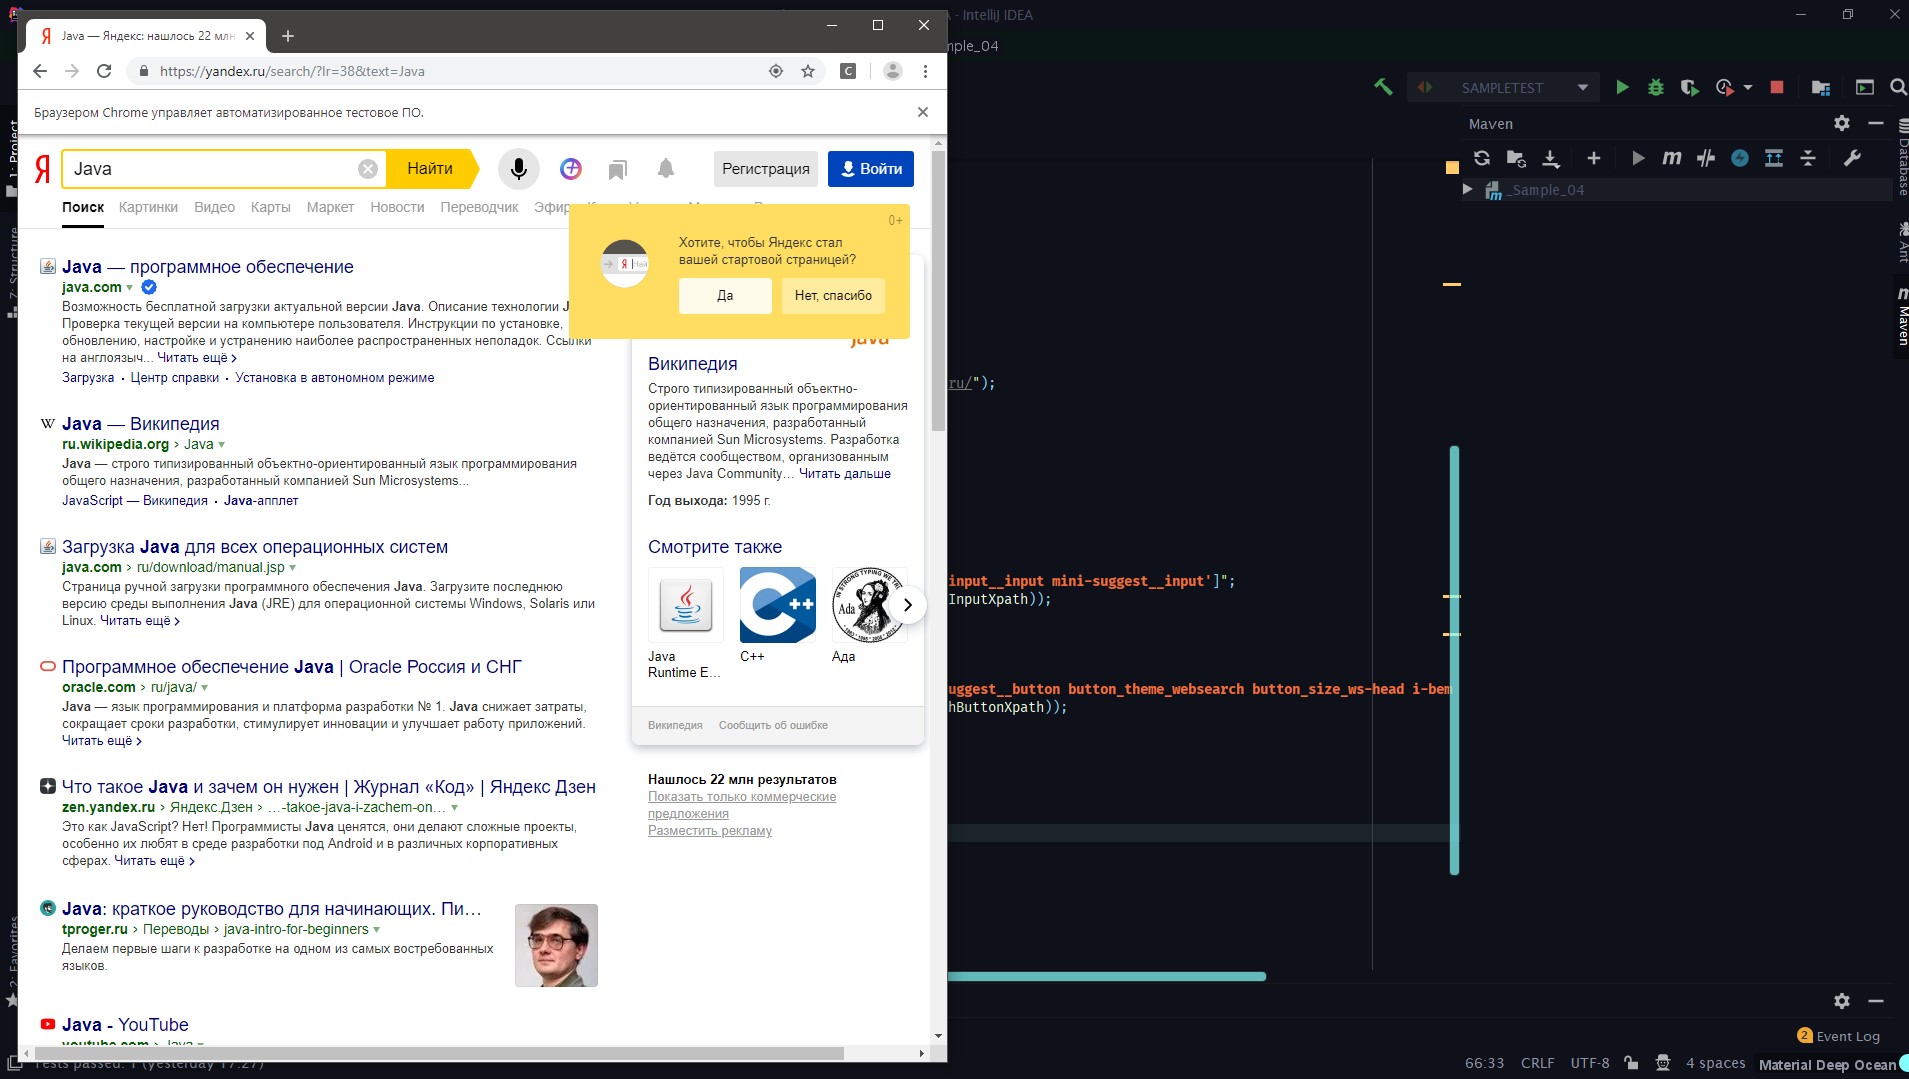 Java — Яндекс: нашлось 22 млн
- IntelliJ IDEA
https://yandex.ru/search/?lr=38&text=Java
Браузером Chrome управляет автоматизированное тестовое ПО.
Java
Найти
Регистрация
Войти
Поиск Картинки Видео Карты Маркет Новости Переводчик
0+
Хотите, чтобы Яндекс стал
вашей стартовой страницей?
Да
Нет, спасибо
Java — программное обеспечение
java.com
Возможность бесплатной загрузки актуальной версии Java. Описание технологии
Проверка текущей версии на компьютере пользователя. Инструкции по установке,
обновлению, настройке и устранению наиболее распространенных неполадок. Ссылки
на англоязыч... Читать ещё >
Загрузка · Центр справки · Установка в автономном режиме
W Java — Википедия
ru.wikipedia.org › Java
Java — строго типизированный объектно-ориентированный язык программирования
общего назначения, разработанный компанией Sun Microsystems...
JavaScript — Википедия · Java-апплет
Загрузка Java для всех операционных систем
java.com › ru/download/manual.jsp
Страница ручной загрузки программного обеспечения Java. Загрузите последнюю
версию среды выполнения Java (JRE) для операционной системы Windows, Solaris или
Linux. Читать ещё >
Программное обеспечение Java | Oracle Россия и СНГ
oracle.com › ru/java/
Java — язык программирования и платформа разработки № 1. Java снижает затраты,
сокращает сроки разработки, стимулирует инновации и улучшает работу приложений.
Читать ещё >
Что такое Java и зачем он нужен | Журнал «Код» | Яндекс Дзен
zen.yandex.ru › Яндекс.Дзен › ...-takoe-java-i-zachem-on...
Это как JavaScript? Нет! Программисты Java ценятся, они делают сложные проекты,
особенно их любят в среде разработки под Android и в различных корпоративных
сферах. Читать ещё >
Java: краткое руководство для начинающих. Пи...
tproger.ru › Переводы › java-intro-for-beginners
Делаем первые шаги к разработке на одном из самых востребованных
языков.
Java - YouTube
youtube.com › Java
Википедия
Строго типизированный объектно-
ориентированный язык программирования
общего назначения, разработанный
компанией Sun Microsystems. Разработка
ведётся сообществом, организованным
через Java Community... Читать дальше
Год выхода: 1995 г.
Смотрите также
Java
Runtime E...
C++
Ада
Википедия Сообщить об ошибке
Нашлось 22 млн результатов
Показать только коммерческие
предложения
Разместить рекламу
mple_04
SAMPLETEST
Maven
_Sample_04
ru/");
input__input mini-suggest__input']";
InputXpath));
uggest__button button_theme_websearch button_size_ws-head i-bem
hButtonXpath));
1: Project
7: Structure
2: Favorites
Database
Ant
Maven
2 Event Log
Tests passed: 1 (yesterday 17:27)
66:33 CRLF UTF-8 4 spaces Material Deep Ocean